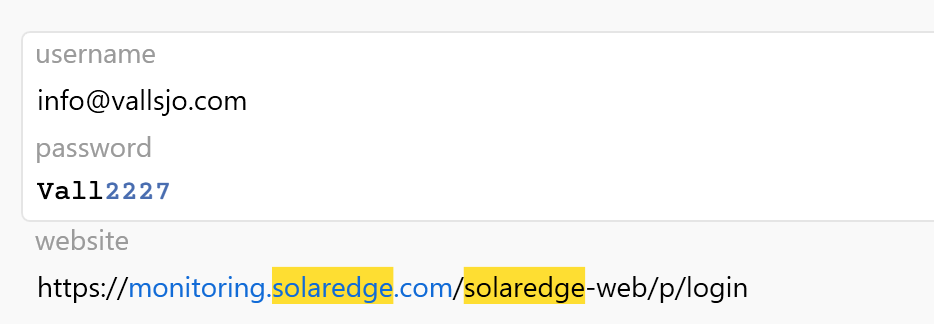 username
info@vallsjo.com
password
Vall2227
website
https://monitoring.solaredge.com/solaredge-web/p/login